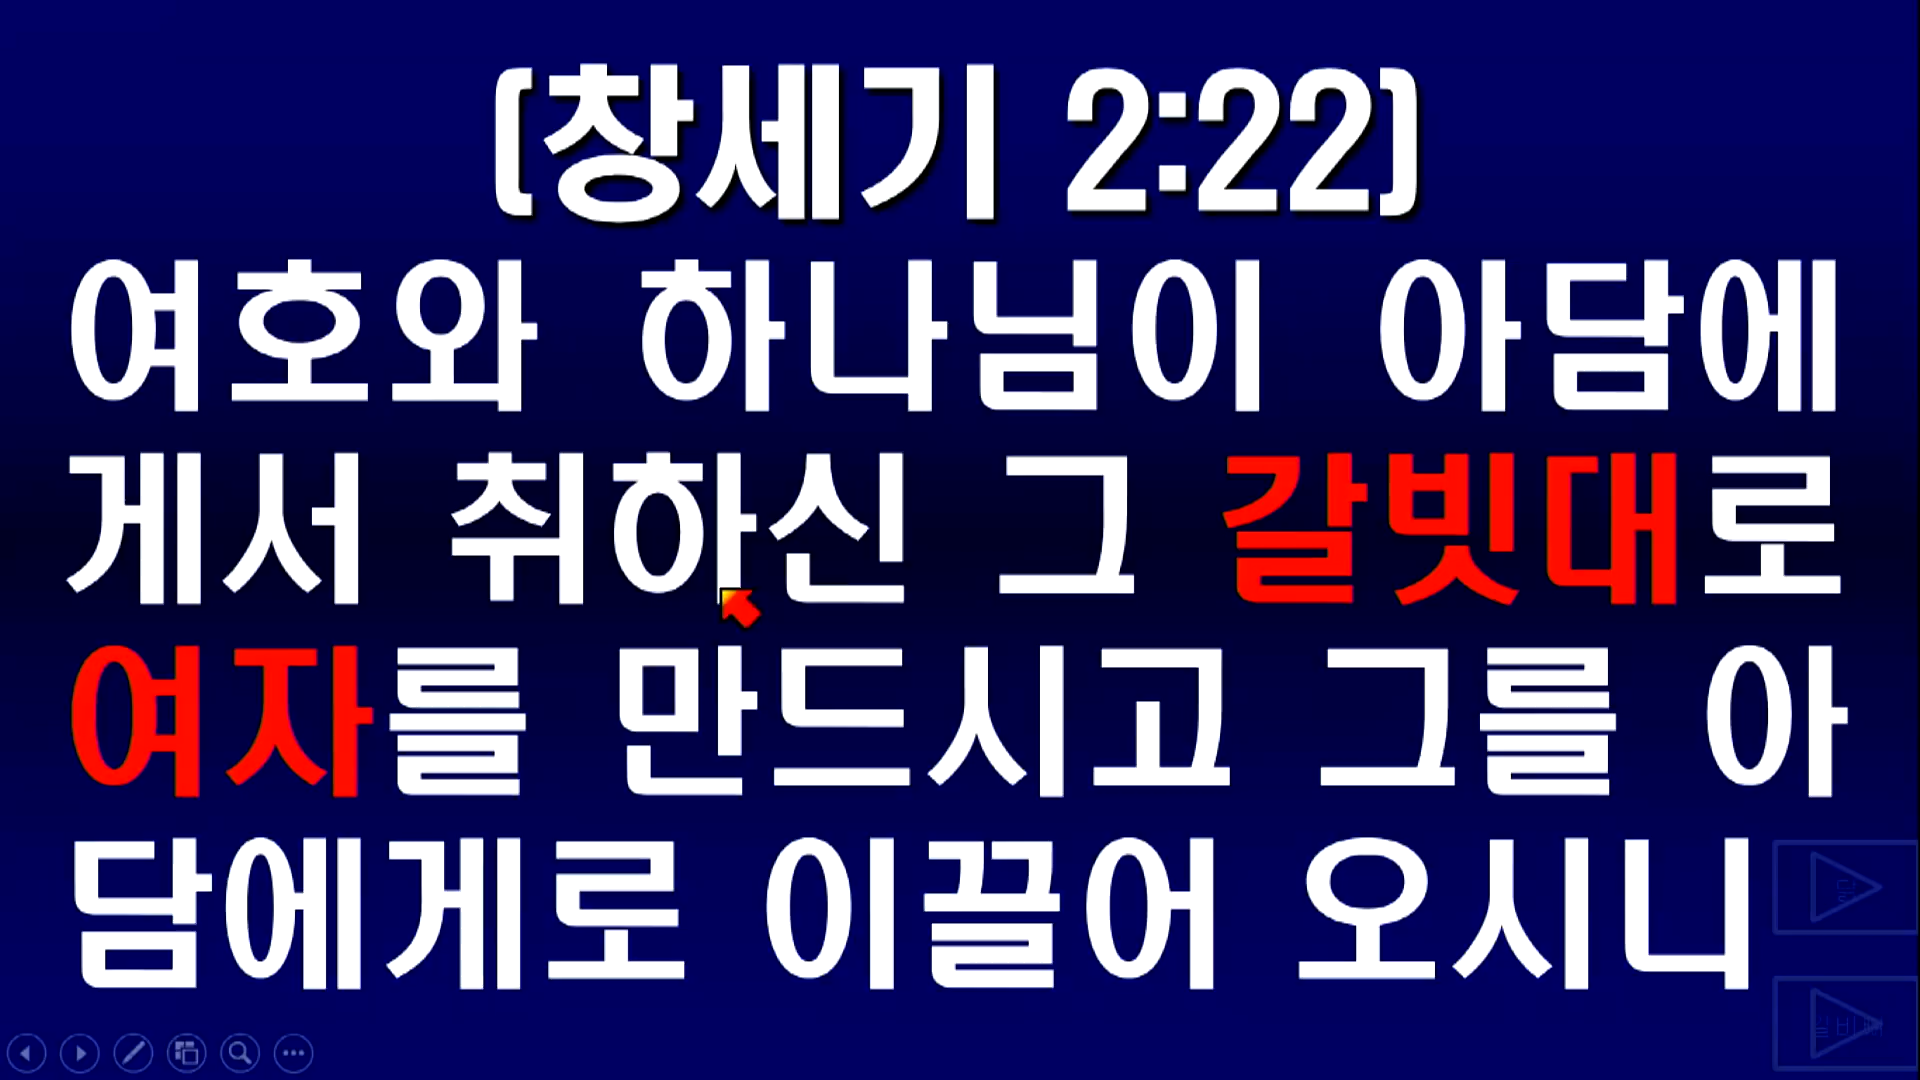 (창세기 2:22)
여호와 하나님이 아담에
게서 취하신 그 갈빗대로
여자를 만드시고 그를 아
담에게로 이끌어 오시니